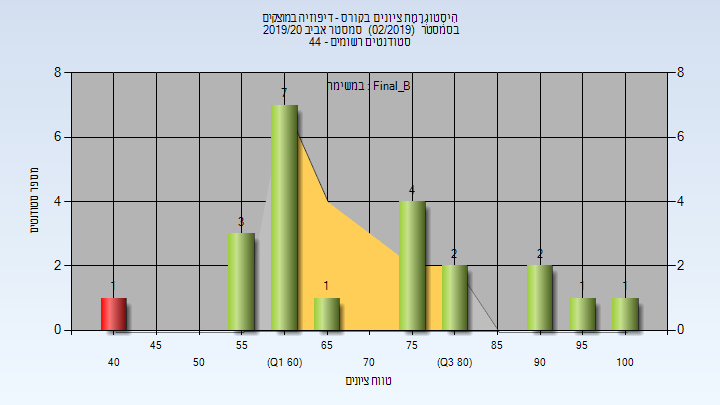 היסטוגרמת ציונים בקורס - דיפוזיה במוצקים
בסמסטר (02/2019) סמסטר אביב 2019/20
סטודנטים רשומים - 44
במשימה : Final_B
מספר סטודנטים
8 8
6 6
4 4
2 2
0 0
1 3 7 1 4 2 2 1 1
45 55 65 75 85 95
40 50 (Q1 60) 70 (Q3 80) 90 100
טווח ציונים